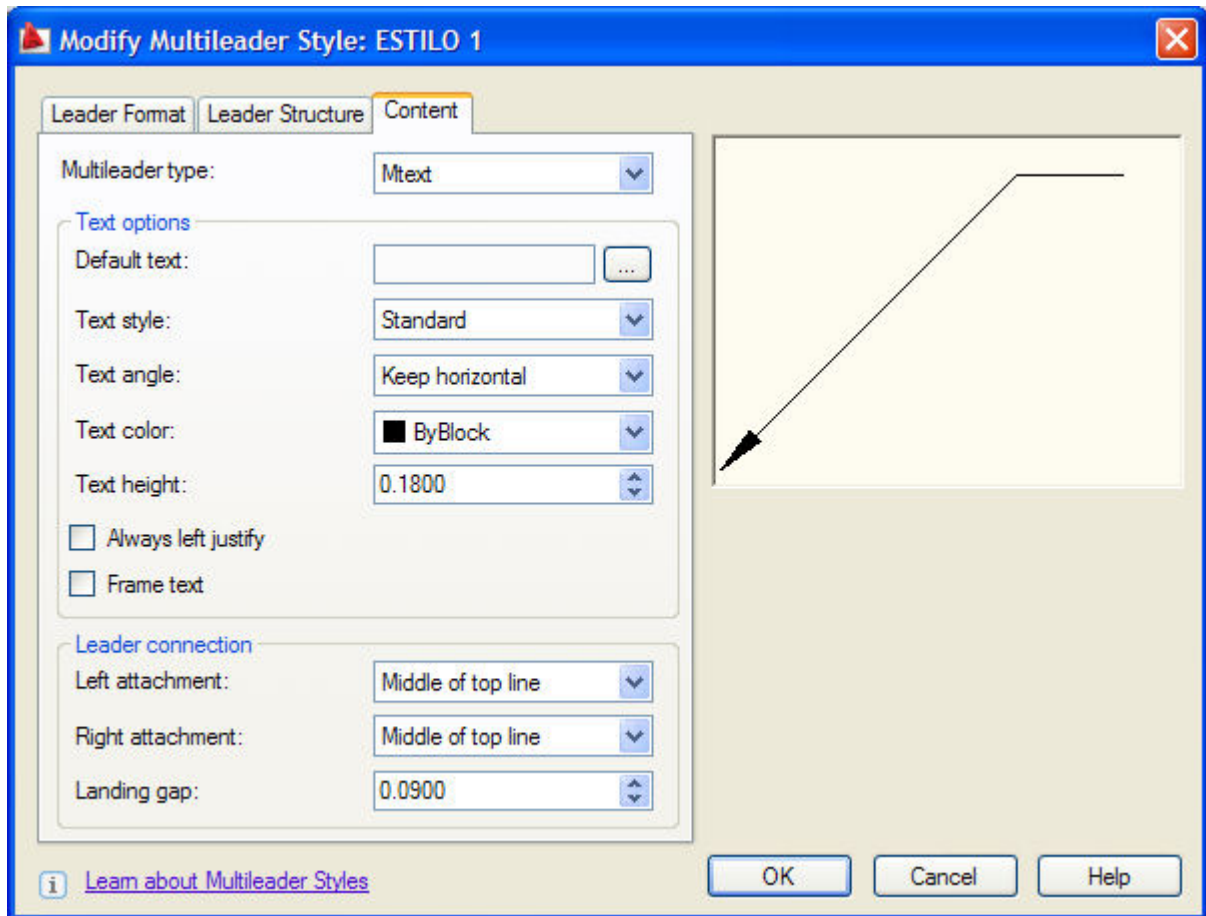 Modify Multileader Style: ESTILO 1
Leader Format Leader Structure Content
Multileader type: Mtext
Text options
Default text: ...
Text style: Standard
Text angle: Keep horizontal
Text color: ByBlock
Text height: 0.1800
Always left justify
Frame text
Leader connection
Left attachment: Middle of top line
Right attachment: Middle of top line
Landing gap: 0.0900
i Learn about Multileader Styles OK Cancel Help